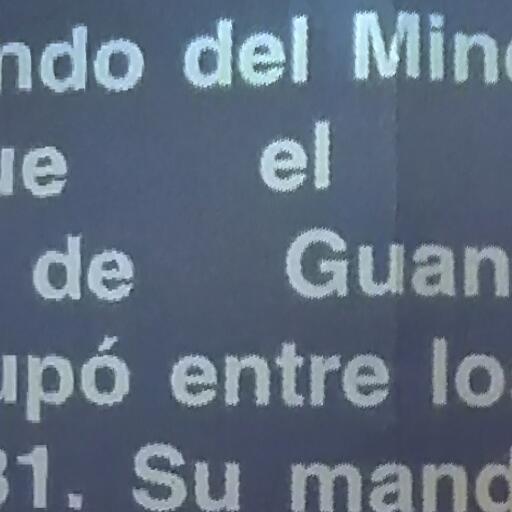 ndo del Min
ue el
de Guan
upó entre lo
31. Su mand